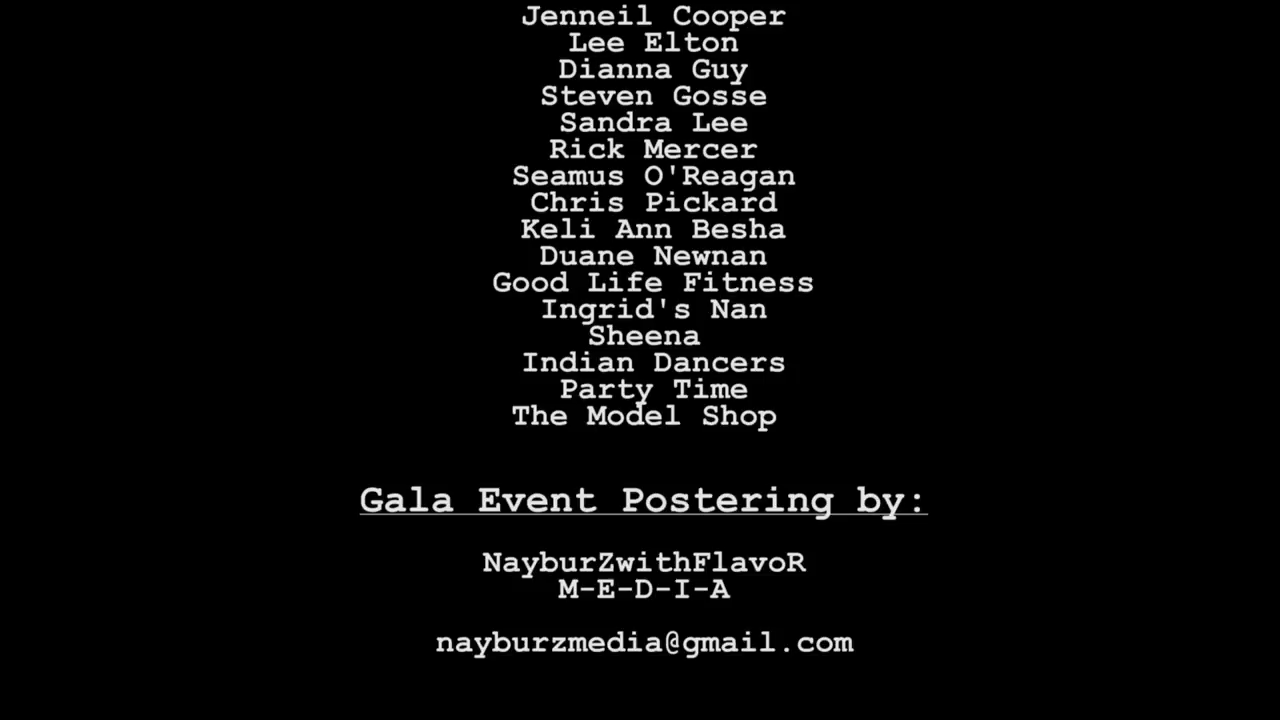 Jenneil Cooper
Lee Elton
Dianna Guy
Steven Gosse
Sandra Lee
Rick Mercer
Seamus O'Reagan
Chris Pickard
Keli Ann Besha
Duane Newnan
Good Life Fitness
Ingrid's Nan
Sheena
Indian Dancers
Party Time
The Model Shop
Gala Event Postering by:
NayburZwithFlavoR
M-E-D-I-A
nayburzmedia@gmail.com